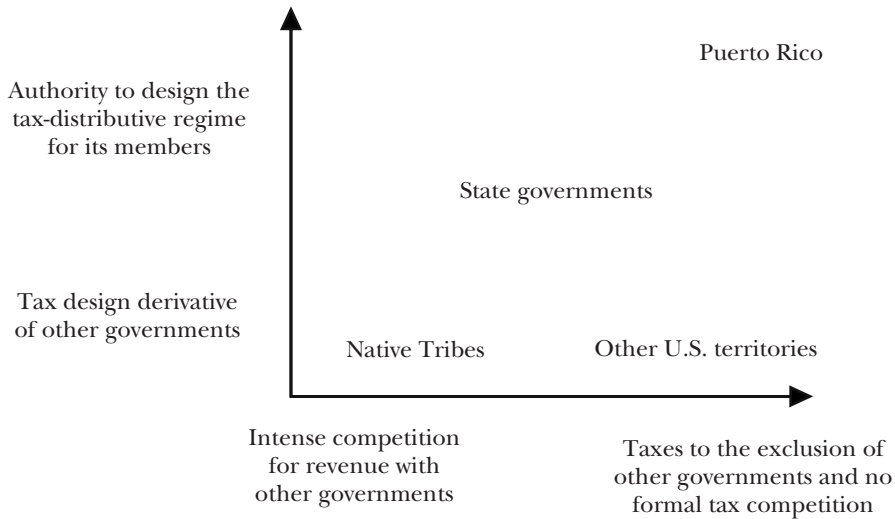 Puerto Rico
Authority to design the
tax-distributive regime
for its members
State governments
Tax design derivative
of other governments
Native Tribes
Other U.S. territories
Intense competition
for revenue with
other governments
Taxes to the exclusion of
other governments and no
formal tax competition